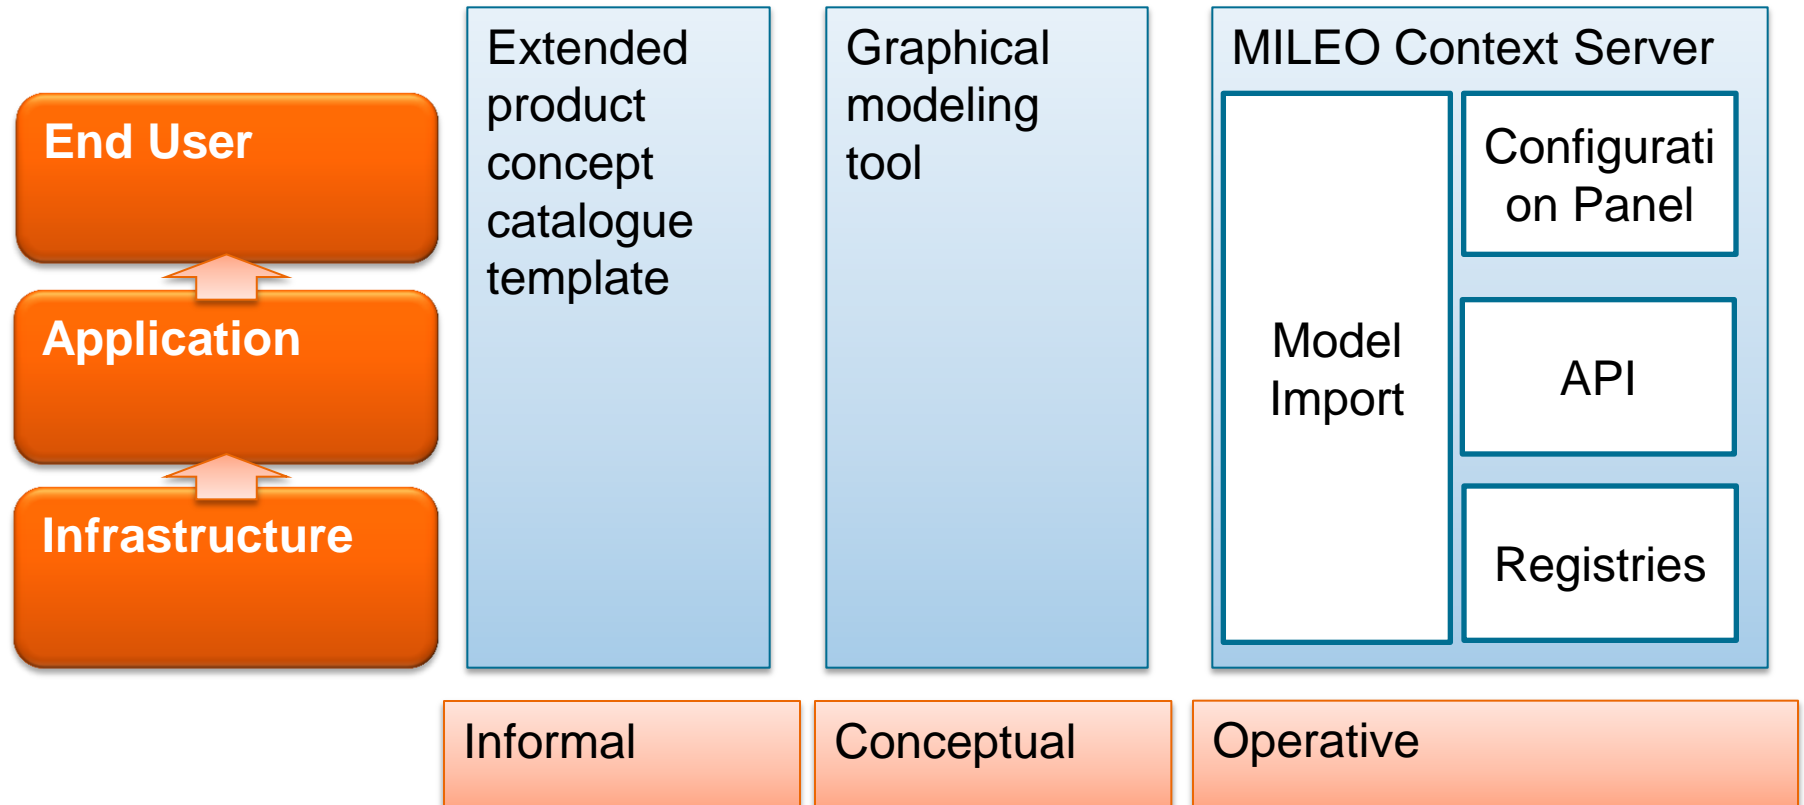 End User
Application
Infrastructure
Extended
product
concept
catalogue
template
Graphical
modeling
tool
MILEO Context Server
Model
Import
Configurati
on Panel
API
Registries
Informal
Conceptual
Operative